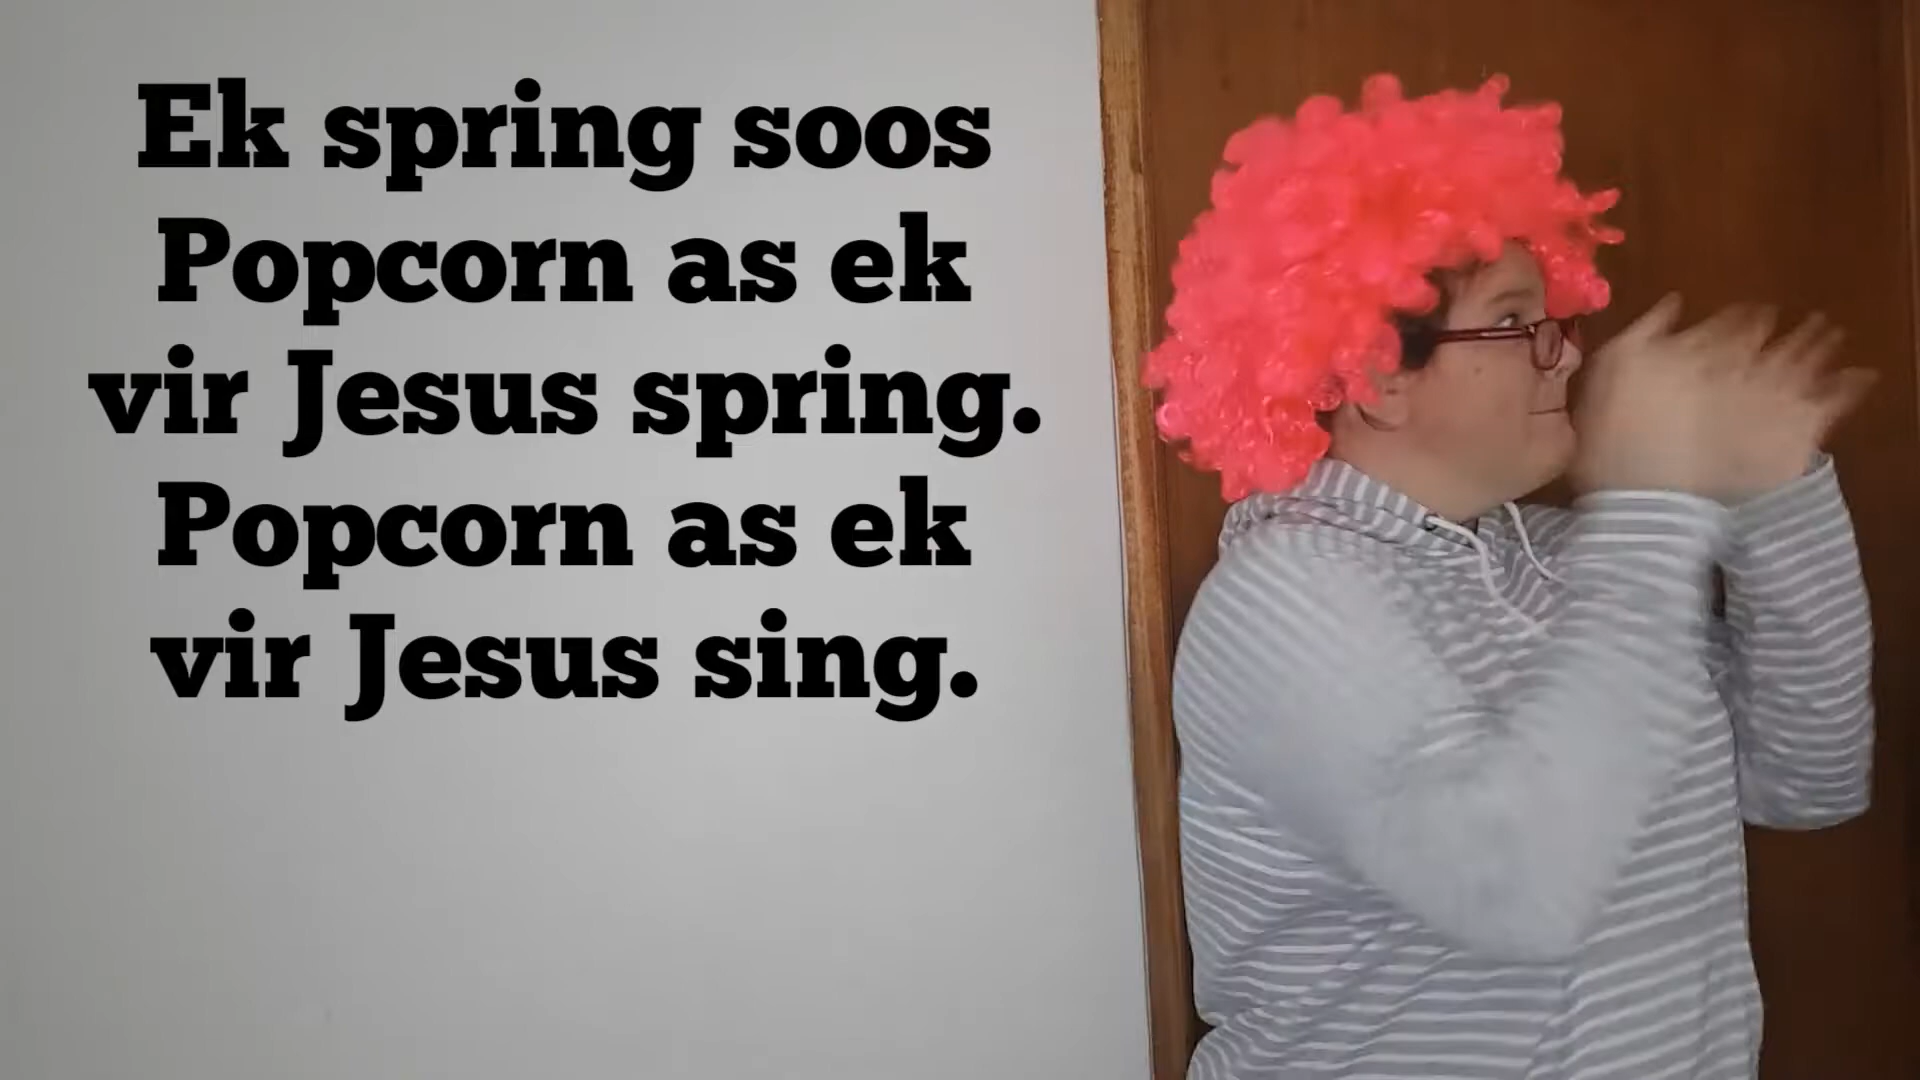 Ek spring soos
Popcorn as ek
vir Jesus spring.
Popcorn as ek
vir Jesus sing.